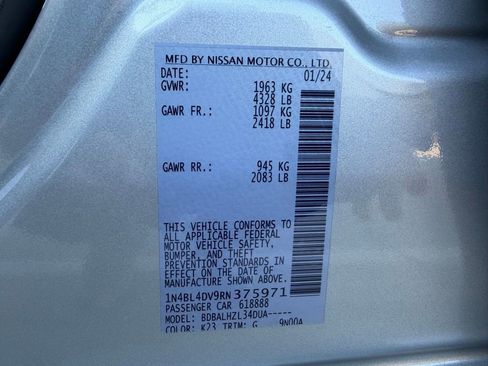 MFD BY NISSAN MOTOR CO., LTD.
DATE: 01/24
GVWR: 1963 KG
4328 LB
GAWR FR.: 1097 KG
2418 LB
GAWR RR.: 945 KG
2083 LB
THIS VEHICLE CONFORMS TO
ALL APPLICABLE FEDERAL
MOTOR VEHICLE SAFETY,
BUMPER, AND THEFT
PREVENTION STANDARDS
IN EFFECT ON THE DATE OF
MANUFACTURE SHOWN ABOVE.
1N4BL4DV9RN375971
PASSENGER CAR 618888
MODEL: BDBALHZL34DUA-----
COLOR: K23 TRIM: G 9N00A